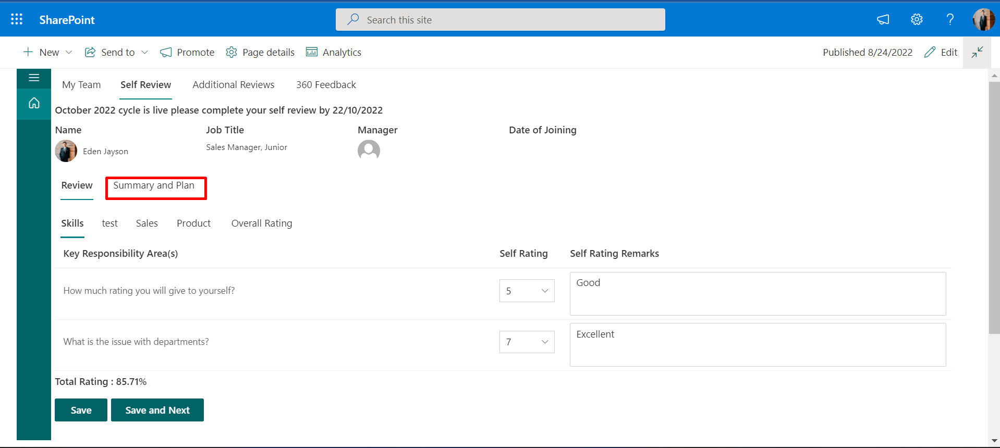 SharePoint
Search this site
?
New
Send to
Promote
Page details
Analytics
Published 8/24/2022
Edit
My Team
Self Review
Additional Reviews
360 Feedback
October 2022 cycle is live please complete your self review by 22/10/2022
Name
Job Title
Manager
Date of Joining
Eden Jayson
Sales Manager, Junior
Review
Summary and Plan
Skills
test
Sales
Product
Overall Rating
Key Responsibility Area(s)
Self Rating
Self Rating Remarks
How much rating you will give to yourself?
5
Good
What is the issue with departments?
7
Excellent
Total Rating : 85.71%
Save
Save and Next